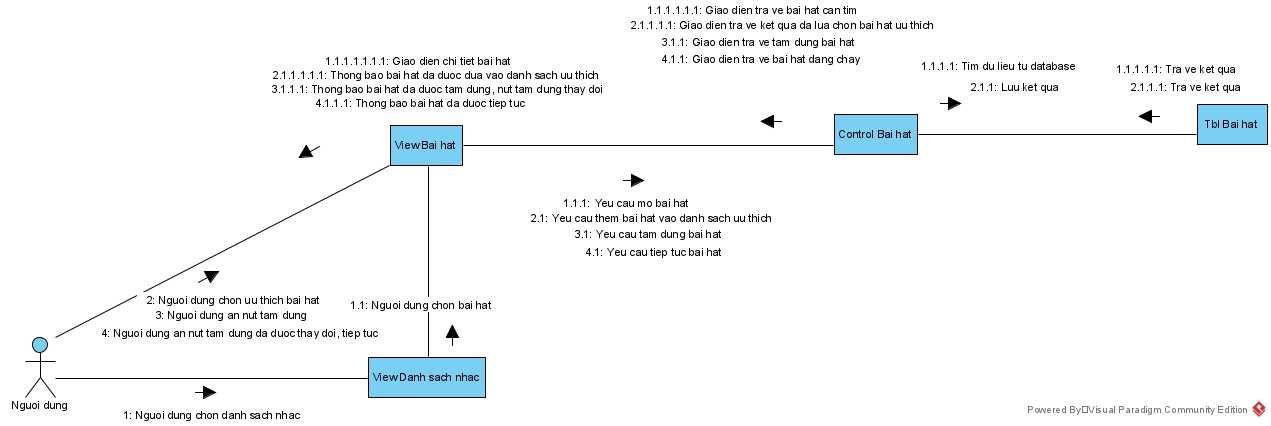 1.1.1.1.1.1: Giao dien tra ve bai hat can tim
2.1.1.1.1: Giao dien tra ve ket qua da lua chon bai hat uu thich
3.1.1: Giao dien tra ve tam dung bai hat
4.1.1: Giao dien tra ve bai hat dang chay
1.1.1.1.1.1.1: Giao dien chi tiet bai hat
2.1.1.1.1.1: Thong bao bai hat da duoc dua vao danh sach uu thich
3.1.1.1: Thong bao bai hat da duoc tam dung, nut tam dung thay doi
4.1.1.1: Thong bao bai hat da duoc tiep tuc
1.1.1.1: Tim du lieu tu database
2.1.1: Luu ket qua
1.1.1.1.1: Tra ve ket qua
2.1.1.1: Tra ve ket qua
View Bai hat
Control Bai hat
Tbl Bai hat
1.1.1: Yeu cau mo bai hat
2.1: Yeu cau them bai hat vao danh sach uu thich
3.1: Yeu cau tam dung bai hat
4.1: Yeu cau tiep tuc bai hat
2: Nguoi dung chon uu thich bai hat
3: Nguoi dung an nut tam dung
4: Nguoi dung an nut tam dung da duoc thay doi, tiep tuc
1.1: Nguoi dung chon bai hat
View Danh sach nhac
Nguoi dung
1: Nguoi dung chon danh sach nhac
Powered By Visual Paradigm Community Edition